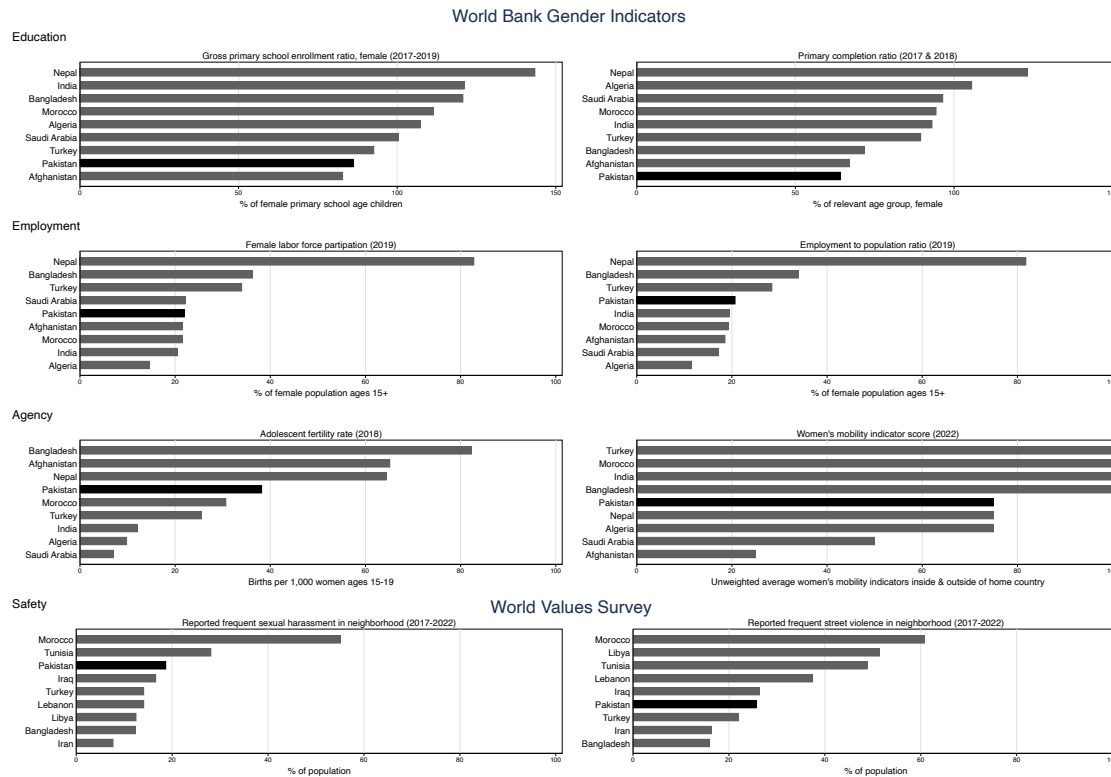 World Bank Gender Indicators
Education
Gross primary school enrollment ratio, female (2017-2019)
Nepal
India
Bangladesh
Morocco
Algeria
Saudi Arabia
Turkey
Pakistan
Afghanistan
0 50 100 150
% of female primary school age children
Primary completion ratio (2017 & 2018)
Nepal
Algeria
Saudi Arabia
Morocco
India
Turkey
Bangladesh
Afghanistan
Pakistan
0 50 100
% of relevant age group, female
Employment
Female labor force partipation (2019)
Nepal
Bangladesh
Turkey
Saudi Arabia
Pakistan
Afghanistan
Morocco
India
Algeria
0 20 40 60 80 100
% of female population ages 15+
Employment to population ratio (2019)
Nepal
Bangladesh
Turkey
Pakistan
India
Morocco
Afghanistan
Saudi Arabia
Algeria
0 20 40 60 80
% of female population ages 15+
Agency
Adolescent fertility rate (2018)
Bangladesh
Afghanistan
Nepal
Pakistan
Morocco
Turkey
India
Algeria
Saudi Arabia
0 20 40 60 80 100
Births per 1,000 women ages 15-19
Women's mobility indicator score (2022)
Turkey
Morocco
India
Bangladesh
Pakistan
Nepal
Algeria
Saudi Arabia
Afghanistan
0 20 40 60 80
Unweighted average women's mobility indicators inside & outside of home country
Safety
World Values Survey
Reported frequent sexual harassment in neighborhood (2017-2022)
Morocco
Tunisia
Pakistan
Iraq
Turkey
Lebanon
Libya
Bangladesh
Iran
0 20 40 60 80 100
% of population
Reported frequent street violence in neighborhood (2017-2022)
Morocco
Libya
Tunisia
Lebanon
Iraq
Pakistan
Turkey
Iran
Bangladesh
0 20 40 60 80
% of population